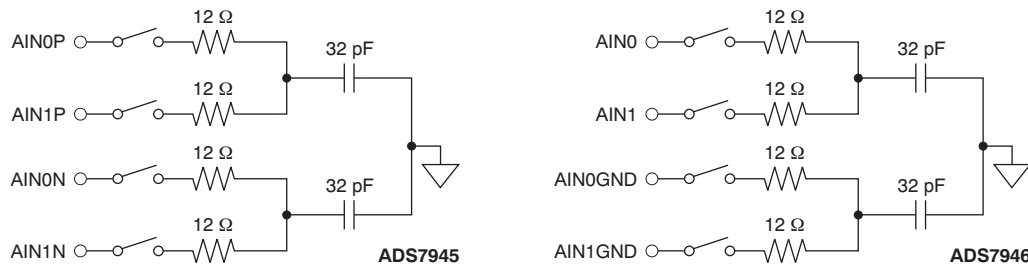 12 Ω
AIN0P
32 pF
12 Ω
AIN1P
12 Ω
AIN0N
32 pF
12 Ω
AIN1N
ADS7945
12 Ω
AIN0
32 pF
12 Ω
AIN1
12 Ω
AIN0GND
32 pF
12 Ω
AIN1GND
ADS7946